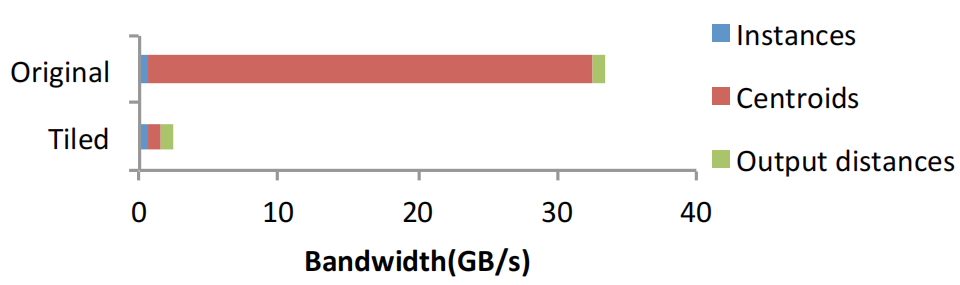 Original
Tiled
0 10 20 30 40
Bandwidth(GB/s)
Instances
Centroids
Output distances